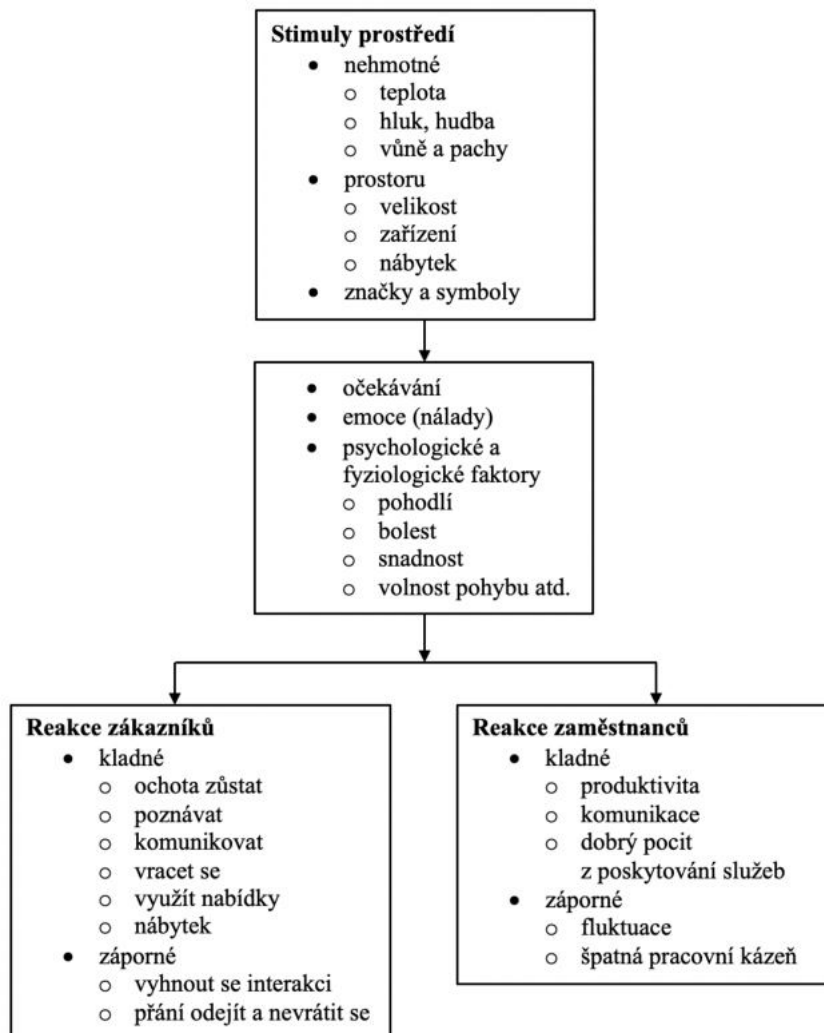 Stimuly prostředí
• nehmotné
o teplota
o hluk, hudba
o vůně a pachy
• prostoru
o velikost
o zařízení
o nábytek
• značky a symboly
• očekávání
• emoce (nálady)
• psychologické a
fyziologické faktory
o pohodlí
o bolest
o snadnost
o volnost pohybu atd.
Reakce zákazníků
• kladné
o ochota zůstat
o poznávat
o komunikovat
o vracet se
o využít nabídky
o nábytek
• záporné
o vyhnout se interakci
o přání odejít a nevrátit se
Reakce zaměstnanců
• kladné
o produktivita
o komunikace
o dobrý pocit
z poskytování služeb
• záporné
o fluktuace
o špatná pracovní kázeň